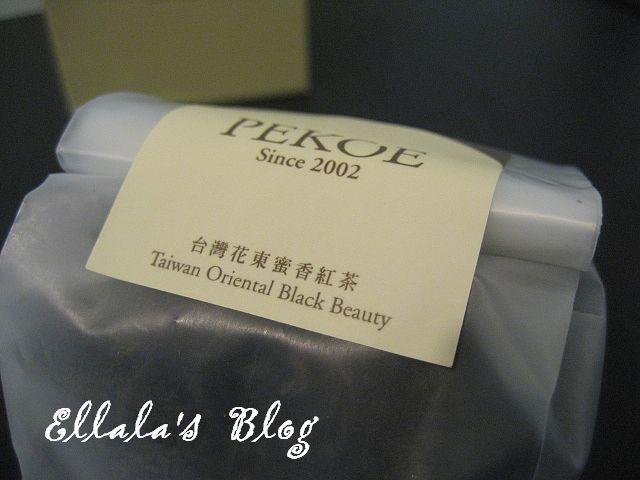 PEKOE
Since 2002
台灣花東蜜香紅茶
Taiwan Oriental Black Beauty
Ellala's Blog